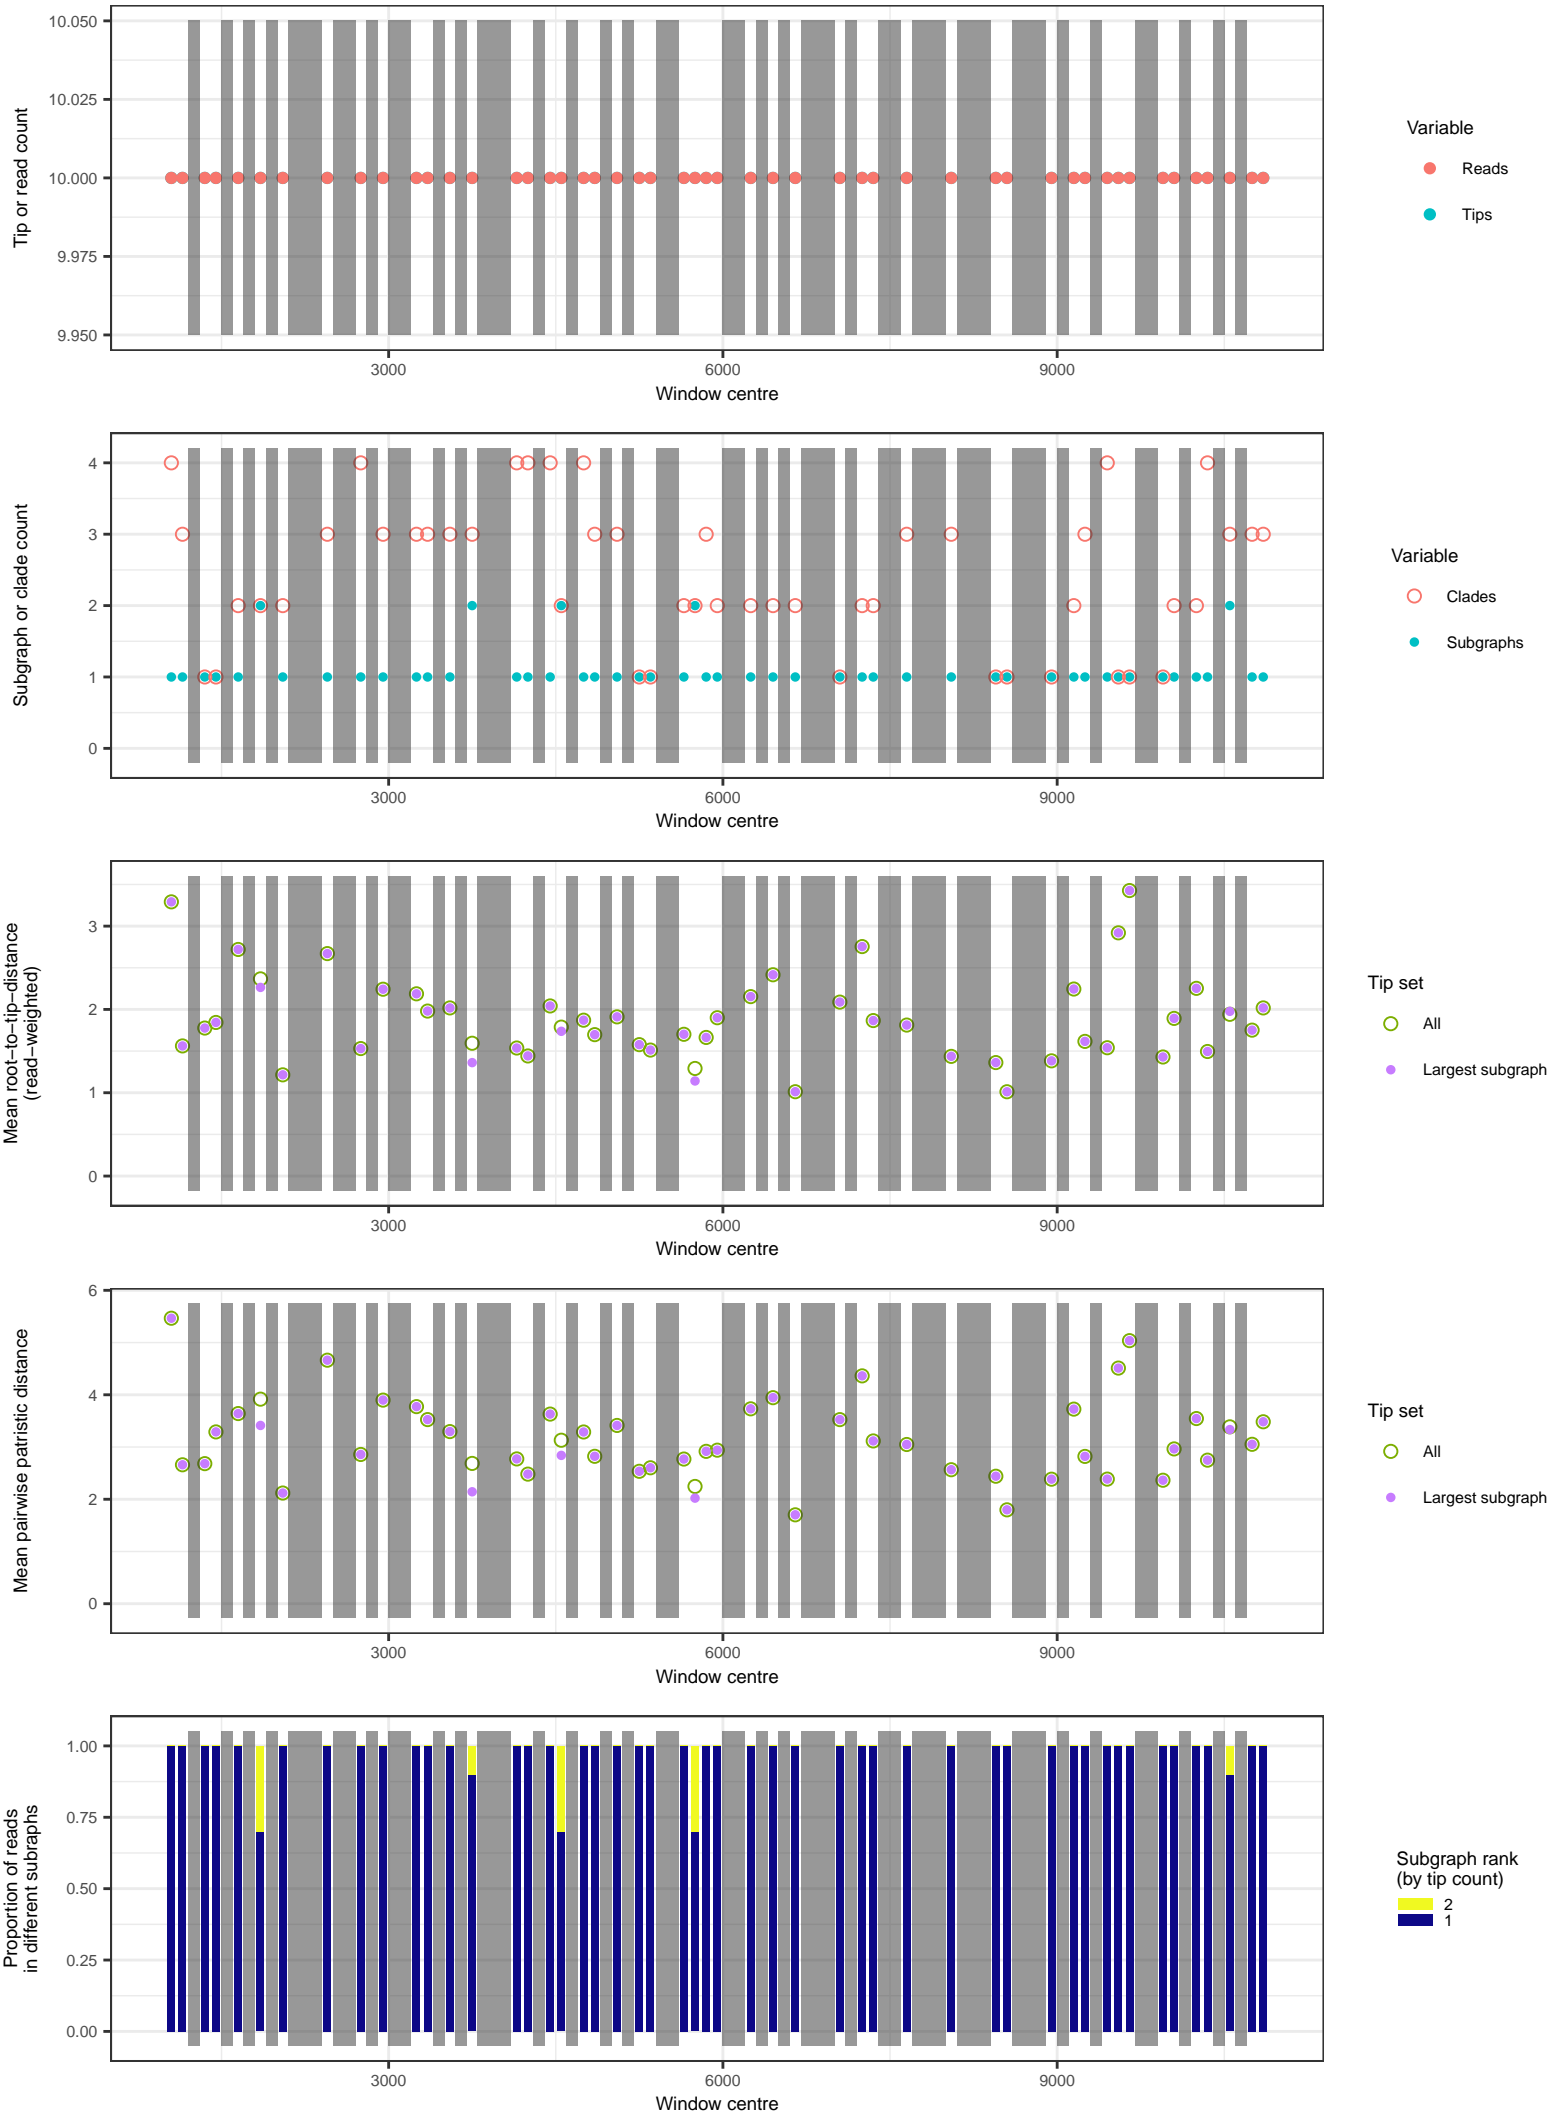 10.050
10.025
10.000
9.975
9.950
Tip or read count
3000
6000
9000
Window centre
Variable
Reads
Tips
4
3
2
1
0
Subgraph or clade count
3000
6000
9000
Window centre
Variable
Clades
Subgraphs
3
2
1
0
Mean root−to−tip−distance
(read−weighted)
3000
6000
9000
Window centre
Tip set
All
Largest subgraph
6
4
2
0
Mean pairwise patristic distance
3000
6000
9000
Window centre
Tip set
All
Largest subgraph
1.00
0.75
0.50
0.25
0.00
Proportion of reads
in different subraphs
3000
6000
9000
Window centre
Subgraph rank
(by tip count)
2
1